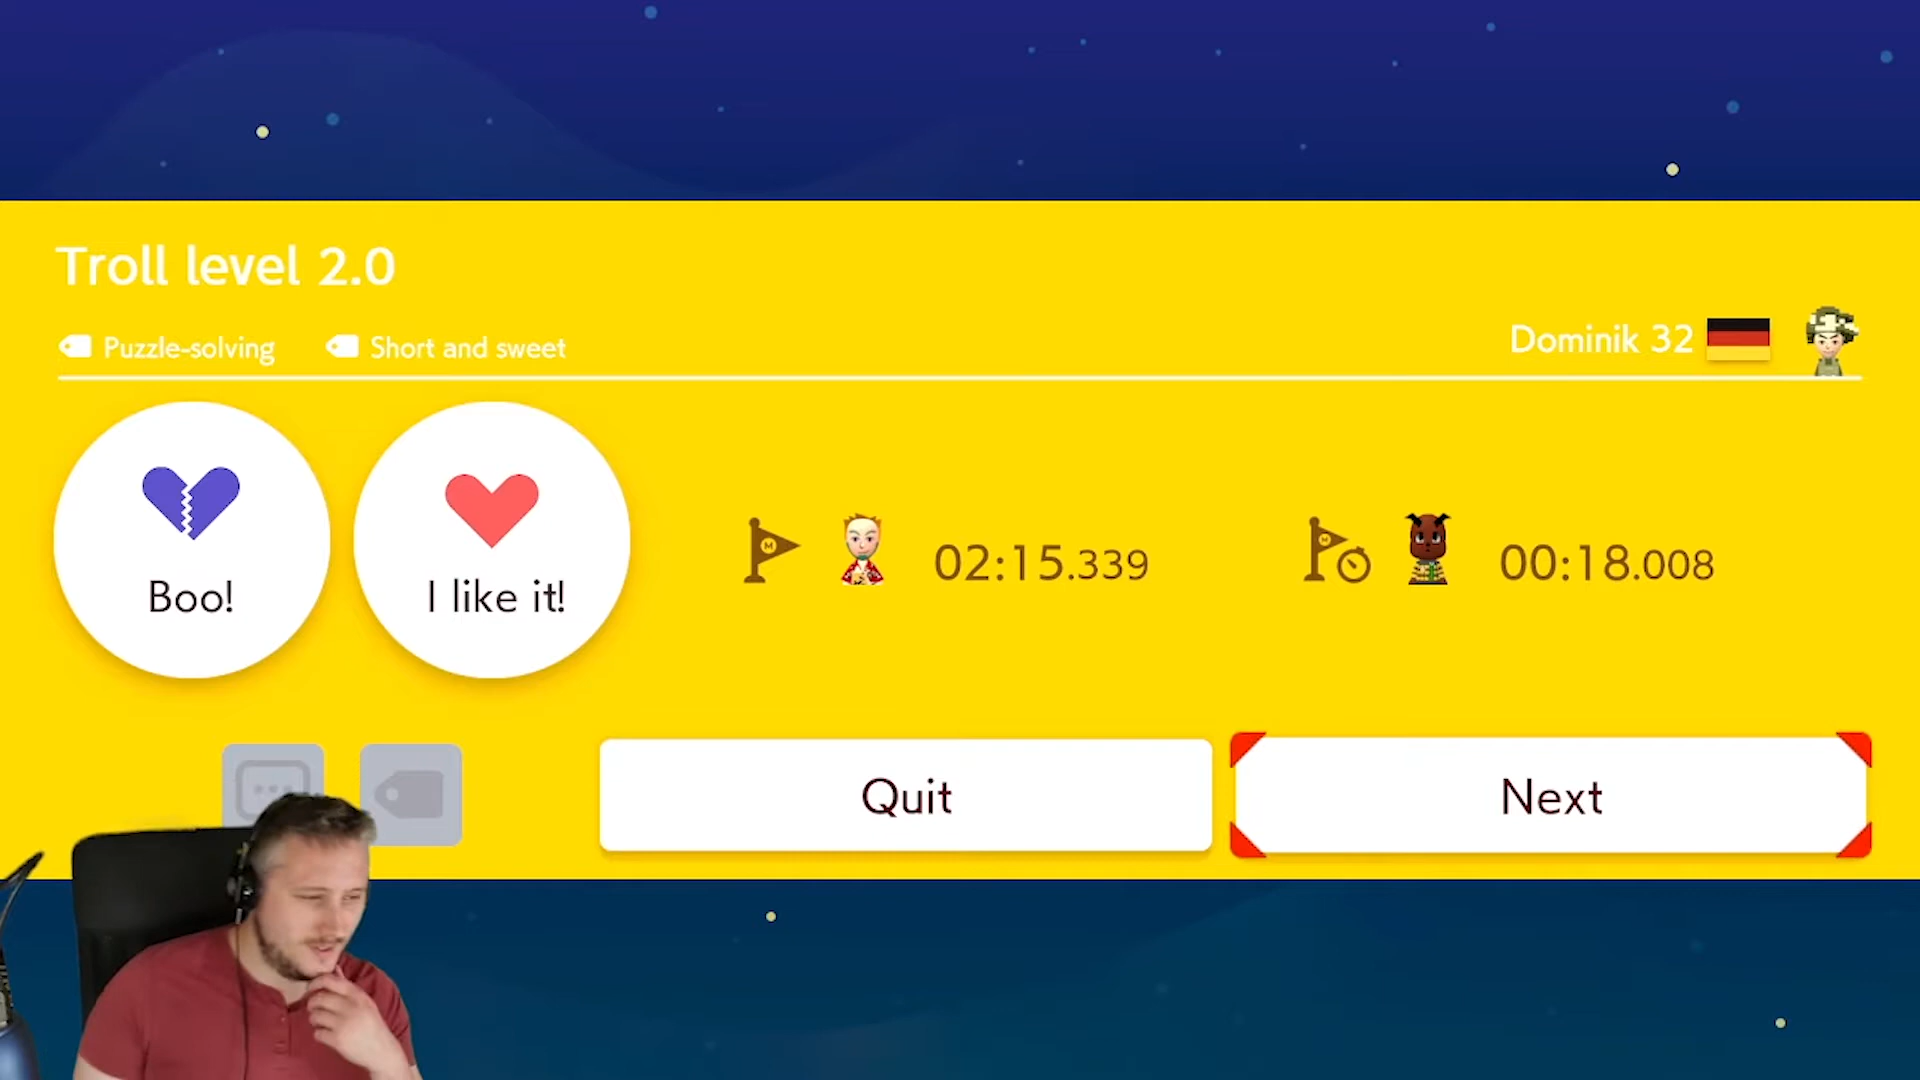 Troll level 2.0
Puzzle-solving
Short and sweet
Dominik 32
Boo!
I like it!
M
02:15.339
M
00:18.008
Quit
Next